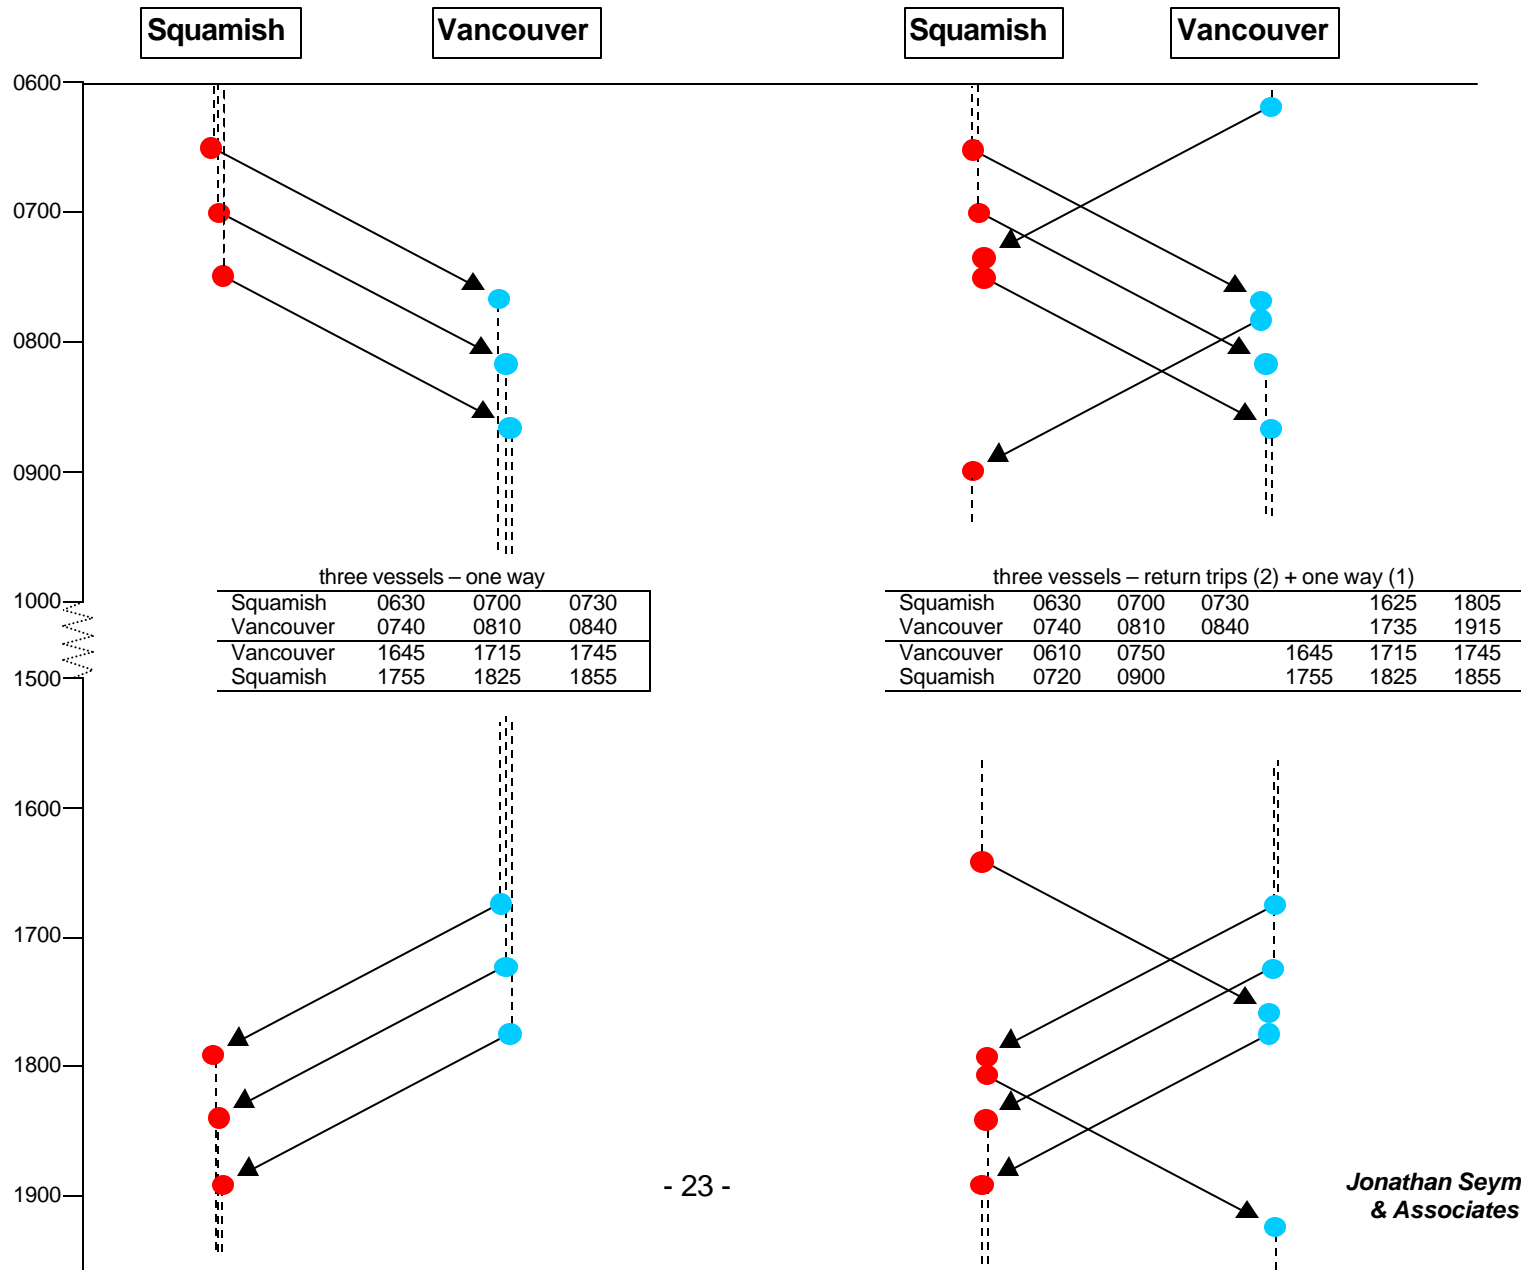 Squamish Vancouver Squamish Vancouver
0600
0700
0800
0900
three vessels – one way
three vessels – return trips (2) + one way (1)
1000
Squamish 0630 0700 0730
Vancouver 0740 0810 0840
Vancouver 1645 1715 1745
Squamish 1755 1825 1855
Squamish 0630 0700 0730 1625 1805
Vancouver 0740 0810 0840 1735 1915
Vancouver 0610 0750 1645 1715 1745
Squamish 0720 0900 1755 1825 1855
1500
1600
1700
1800
1900
- 23 -
Jonathan Seym
& Associates